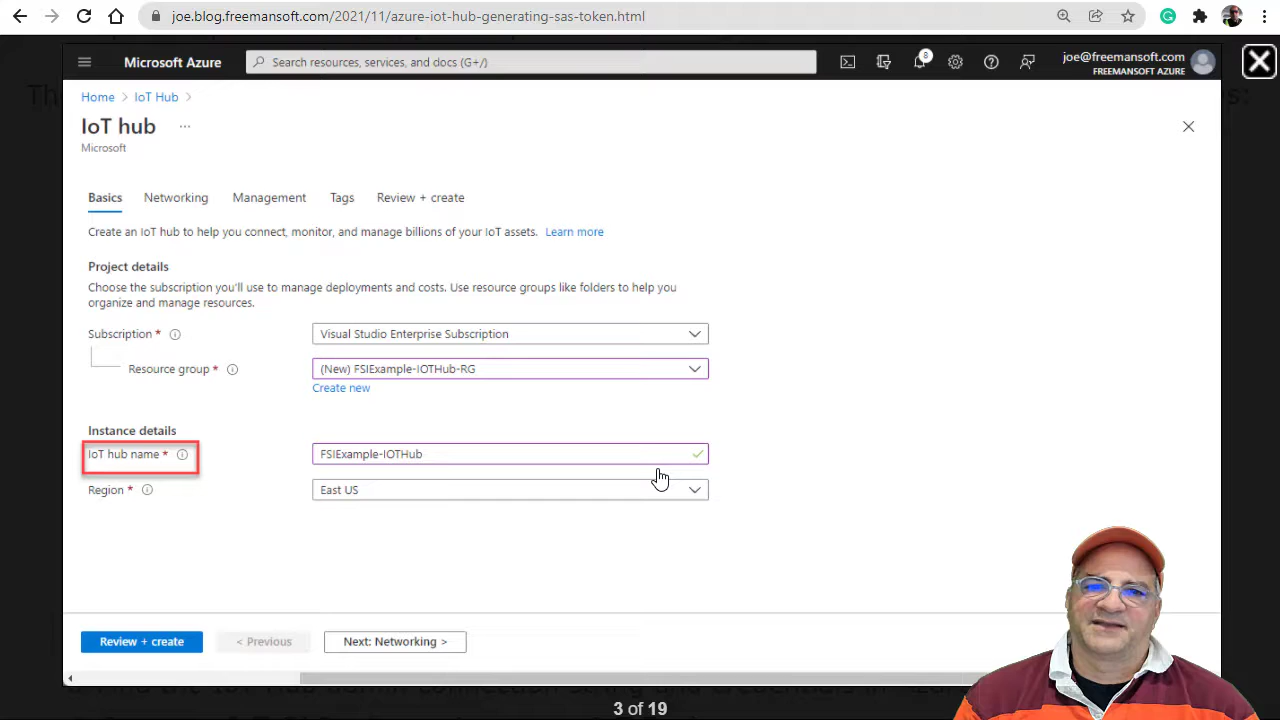 joe.blog.freemansoft.com/2021/11/azure-iot-hub-generating-sas-token.html
Microsoft Azure
Search resources, services, and docs (G+/)
8
joe@freemansoft.com
FREEMANSOFT AZURE
Home > IoT Hub >
IoT hub ...
Microsoft
Basics Networking Management Tags Review + create
Create an IoT hub to help you connect, monitor, and manage billions of your IoT assets. Learn more
Project details
Choose the subscription you'll use to manage deployments and costs. Use resource groups like folders to help you
organize and manage resources.
Subscription * Visual Studio Enterprise Subscription
Resource group * (New) FSIExample-IOTHub-RG
Create new
Instance details
IoT hub name * FSIExample-IOTHub
Region * East US
Review + create < Previous Next: Networking >
3 of 19